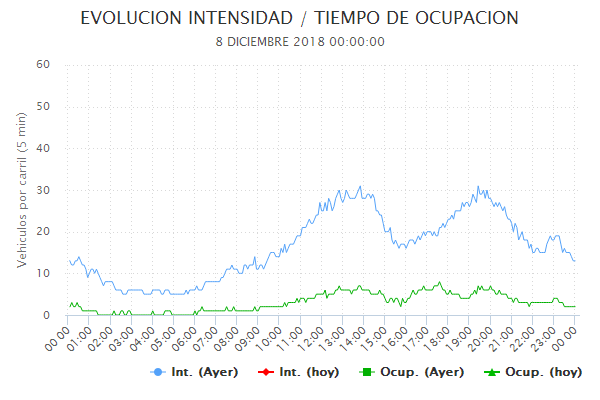 EVOLUCION INTENSIDAD / TIEMPO DE OCUPACION
8 DICIEMBRE 2018 00:00:00
Vehiculos por carril (5 min)
60
50
40
30
20
10
0
00:00 01:00 02:00 03:00 04:00 05:00 06:00 07:00 08:00 09:00 10:00 11:00 12:00 13:00 14:00 15:00 16:00 17:00 18:00 19:00 20:00 21:00 22:00 23:00 00:00
Int. (Ayer) Int. (hoy) Ocup. (Ayer) Ocup. (hoy)